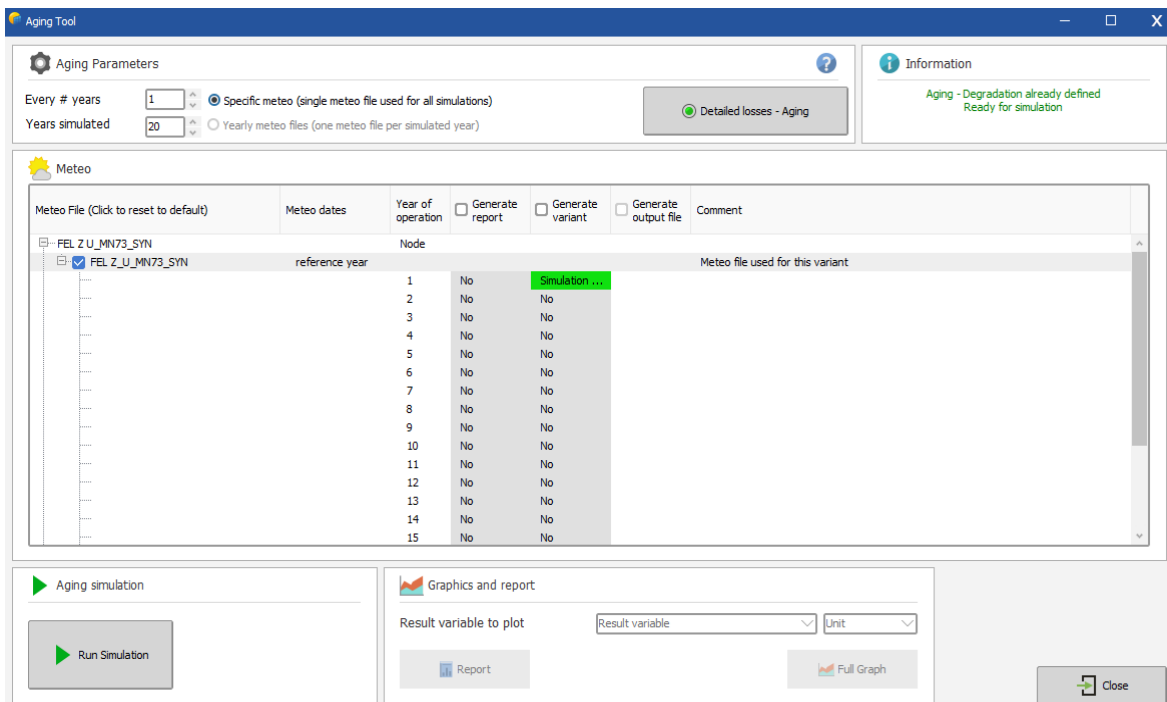 Aging Tool
Aging Parameters
Every # years 1 Specific meteo (single meteo file used for all simulations)
Years simulated 20 Yearly meteo files (one meteo file per simulated year)
Detailed losses - Aging
Information
Aging - Degradation already defined
Ready for simulation
Meteo
Meteo File (Click to reset to default) Meteo dates Year of operation Generate report Generate variant Generate output file Comment
FEL Z U_MN73_SYN Node
FEL Z_U_MN73_SYN reference year Meteo file used for this variant
1 No Simulation ...
2 No No
3 No No
4 No No
5 No No
6 No No
7 No No
8 No No
9 No No
10 No No
11 No No
12 No No
13 No No
14 No No
15 No No
Aging simulation
Run Simulation
Graphics and report
Result variable to plot Result variable Unit
Report Full Graph
Close